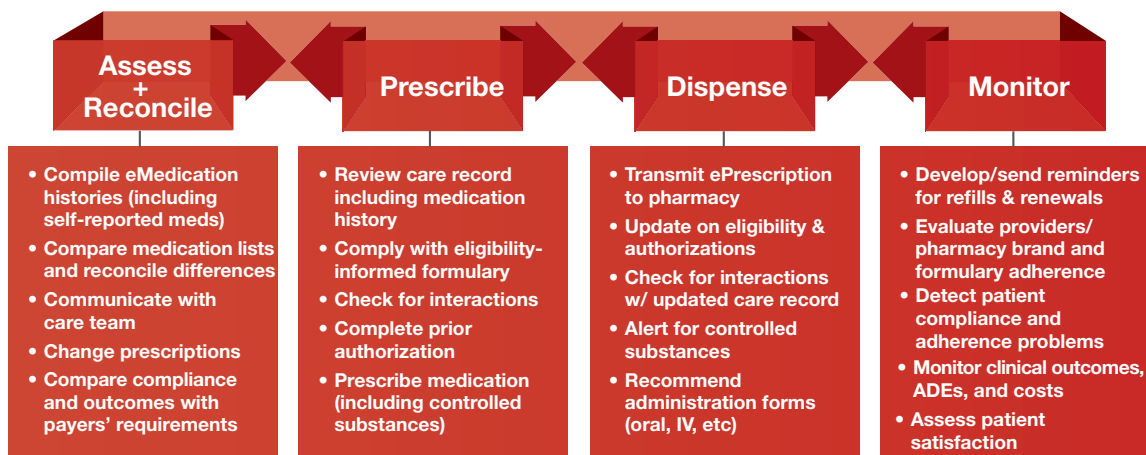 Assess
+
Reconcile
Prescribe
Dispense
Monitor
• Compile eMedication
histories (including
self-reported meds)
• Compare medication lists
and reconcile differences
• Communicate with
care team
• Change prescriptions
• Compare compliance
and outcomes with
payers’ requirements
• Review care record
including medication
history
• Comply with eligibility-
informed formulary
• Check for interactions
• Complete prior
authorization
• Prescribe medication
(including controlled
substances)
• Transmit ePrescription
to pharmacy
• Update on eligibility &
authorizations
• Check for interactions
w/ updated care record
• Alert for controlled
substances
• Recommend
administration forms
(oral, IV, etc)
• Develop/send reminders
for refills & renewals
• Evaluate providers/
pharmacy brand and
formulary adherence
• Detect patient
compliance and
adherence problems
• Monitor clinical outcomes,
ADEs, and costs
• Assess patient
satisfaction